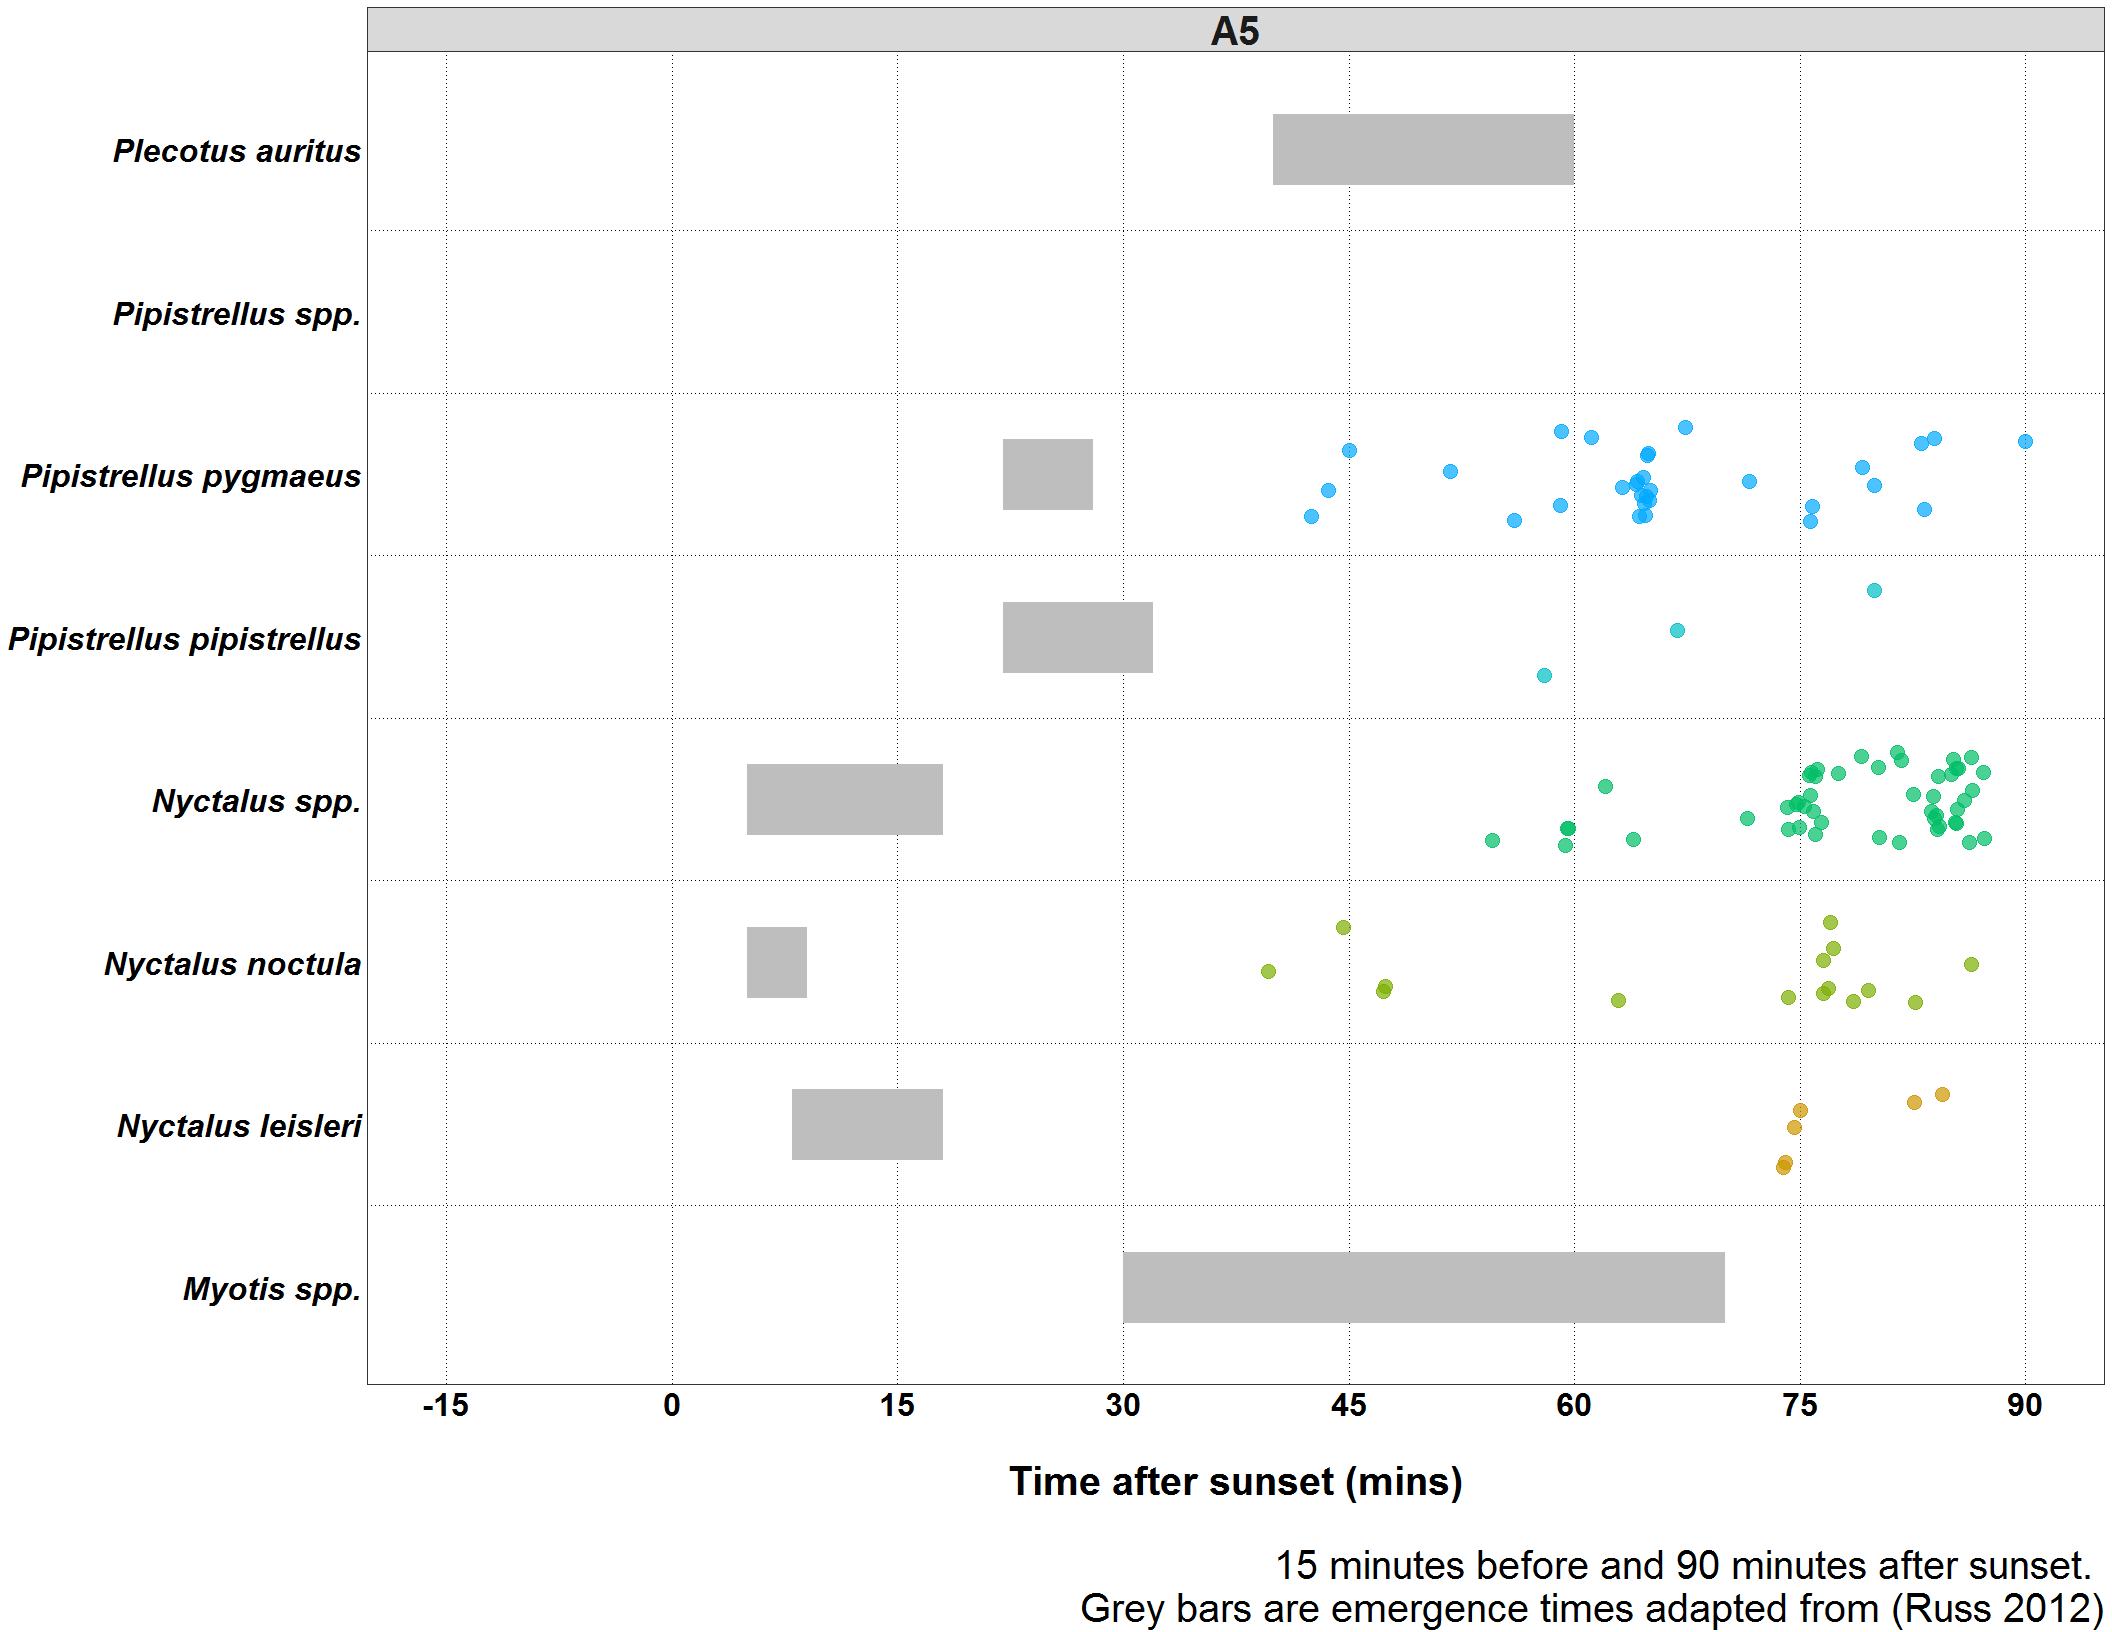 A5
Plecotus auritus
Pipistrellus spp.
Pipistrellus pygmaeus
Pipistrellus pipistrellus
Nyctalus spp.
Nyctalus noctula
Nyctalus leisleri
Myotis spp.
-15 0 15 30 45 60 75 90
Time after sunset (mins)
15 minutes before and 90 minutes after sunset.
Grey bars are emergence times adapted from (Russ 2012)